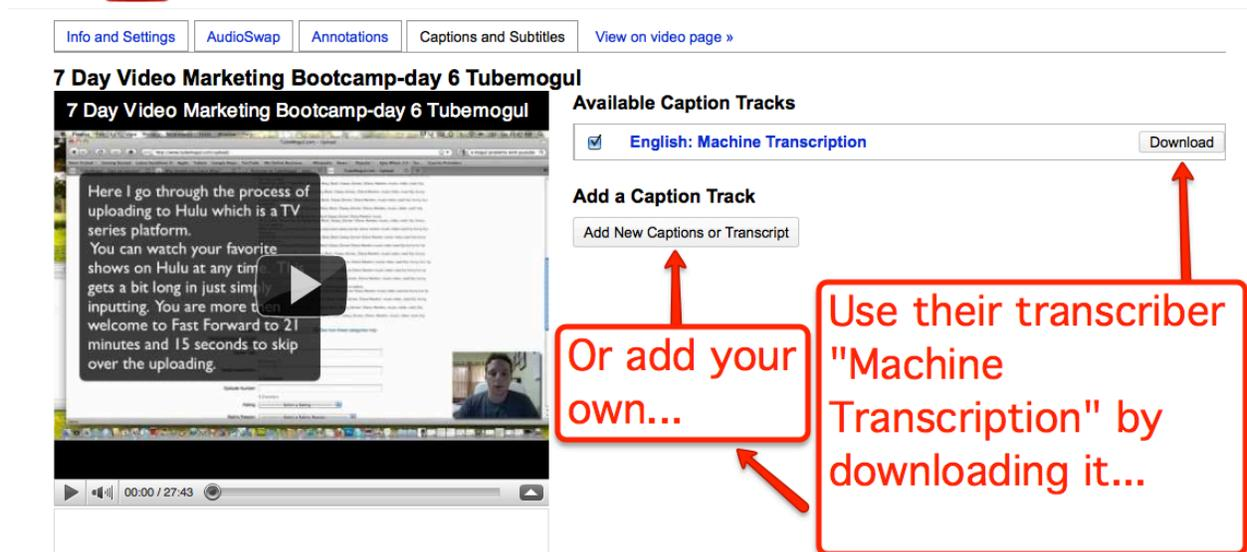 Info and Settings
AudioSwap
Annotations
Captions and Subtitles
View on video page »
7 Day Video Marketing Bootcamp-day 6 Tubemogul
7 Day Video Marketing Bootcamp-day 6 Tubemogul
Here I go through the process of
uploading to Hulu which is a TV
series platform.
You can watch your favorite
shows on Hulu at any time. This
gets a bit long in just simply
inputting. You are more then
welcome to Fast Forward to 21
minutes and 15 seconds to skip
over the uploading.
00:00 / 27:43
Available Caption Tracks
English: Machine Transcription
Download
Add a Caption Track
Add New Captions or Transcript
Or add your
own...
Use their transcriber
"Machine
Transcription" by
downloading it...